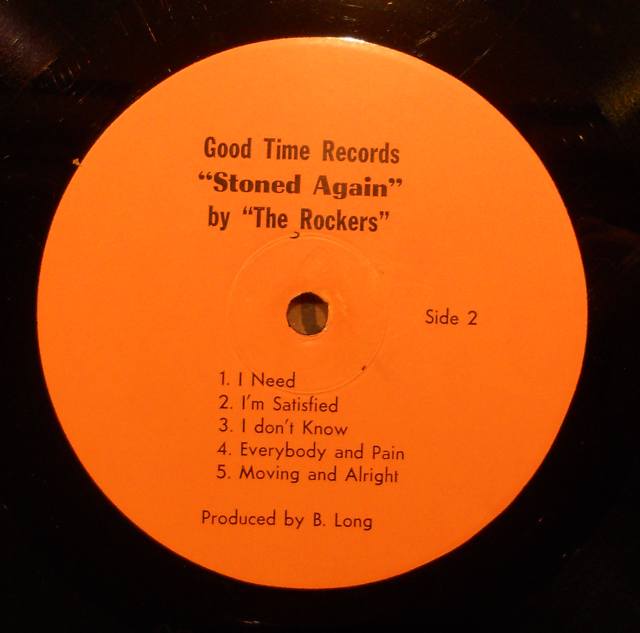 Good Time Records
“Stoned Again”
by “The Rockers”
Side 2
1. I Need
2. I'm Satisfied
3. I don't Know
4. Everybody and Pain
5. Moving and Alright
Produced by B. Long